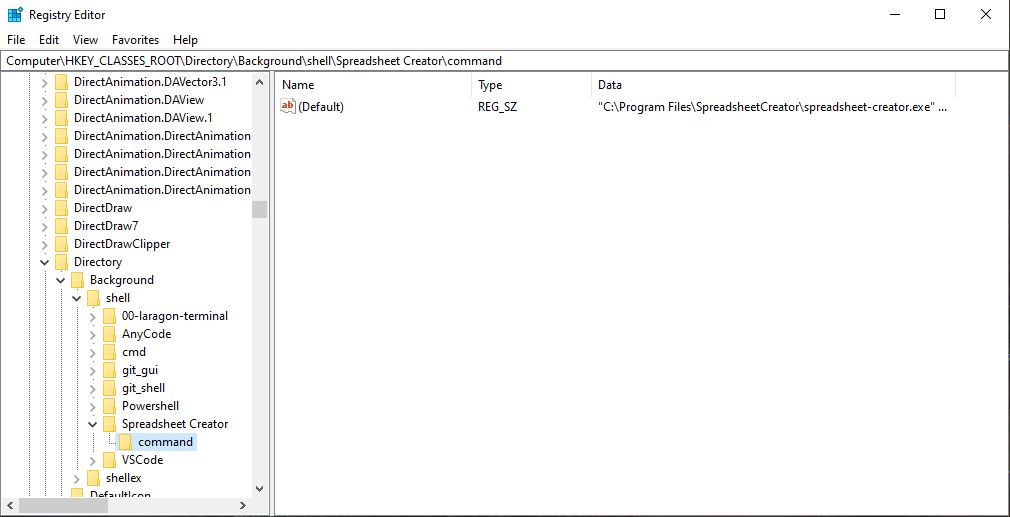 Registry Editor
File Edit View Favorites Help
Computer\HKEY_CLASSES_ROOT\Directory\Background\shell\Spreadsheet Creator\command
DirectAnimation.DAVector3.1
DirectAnimation.DAView
DirectAnimation.DAView.1
DirectAnimation.DirectAnimation
DirectAnimation.DirectAnimation
DirectAnimation.DirectAnimation
DirectAnimation.DirectAnimation
DirectDraw
DirectDraw7
DirectDrawClipper
Directory
Background
shell
00-laragon-terminal
AnyCode
cmd
git_gui
git_shell
Powershell
Spreadsheet Creator
command
VSCode
shellex
DefaultIcon
Name Type Data
ab (Default) REG_SZ "C:\Program Files\SpreadsheetCreator\spreadsheet-creator.exe" ...